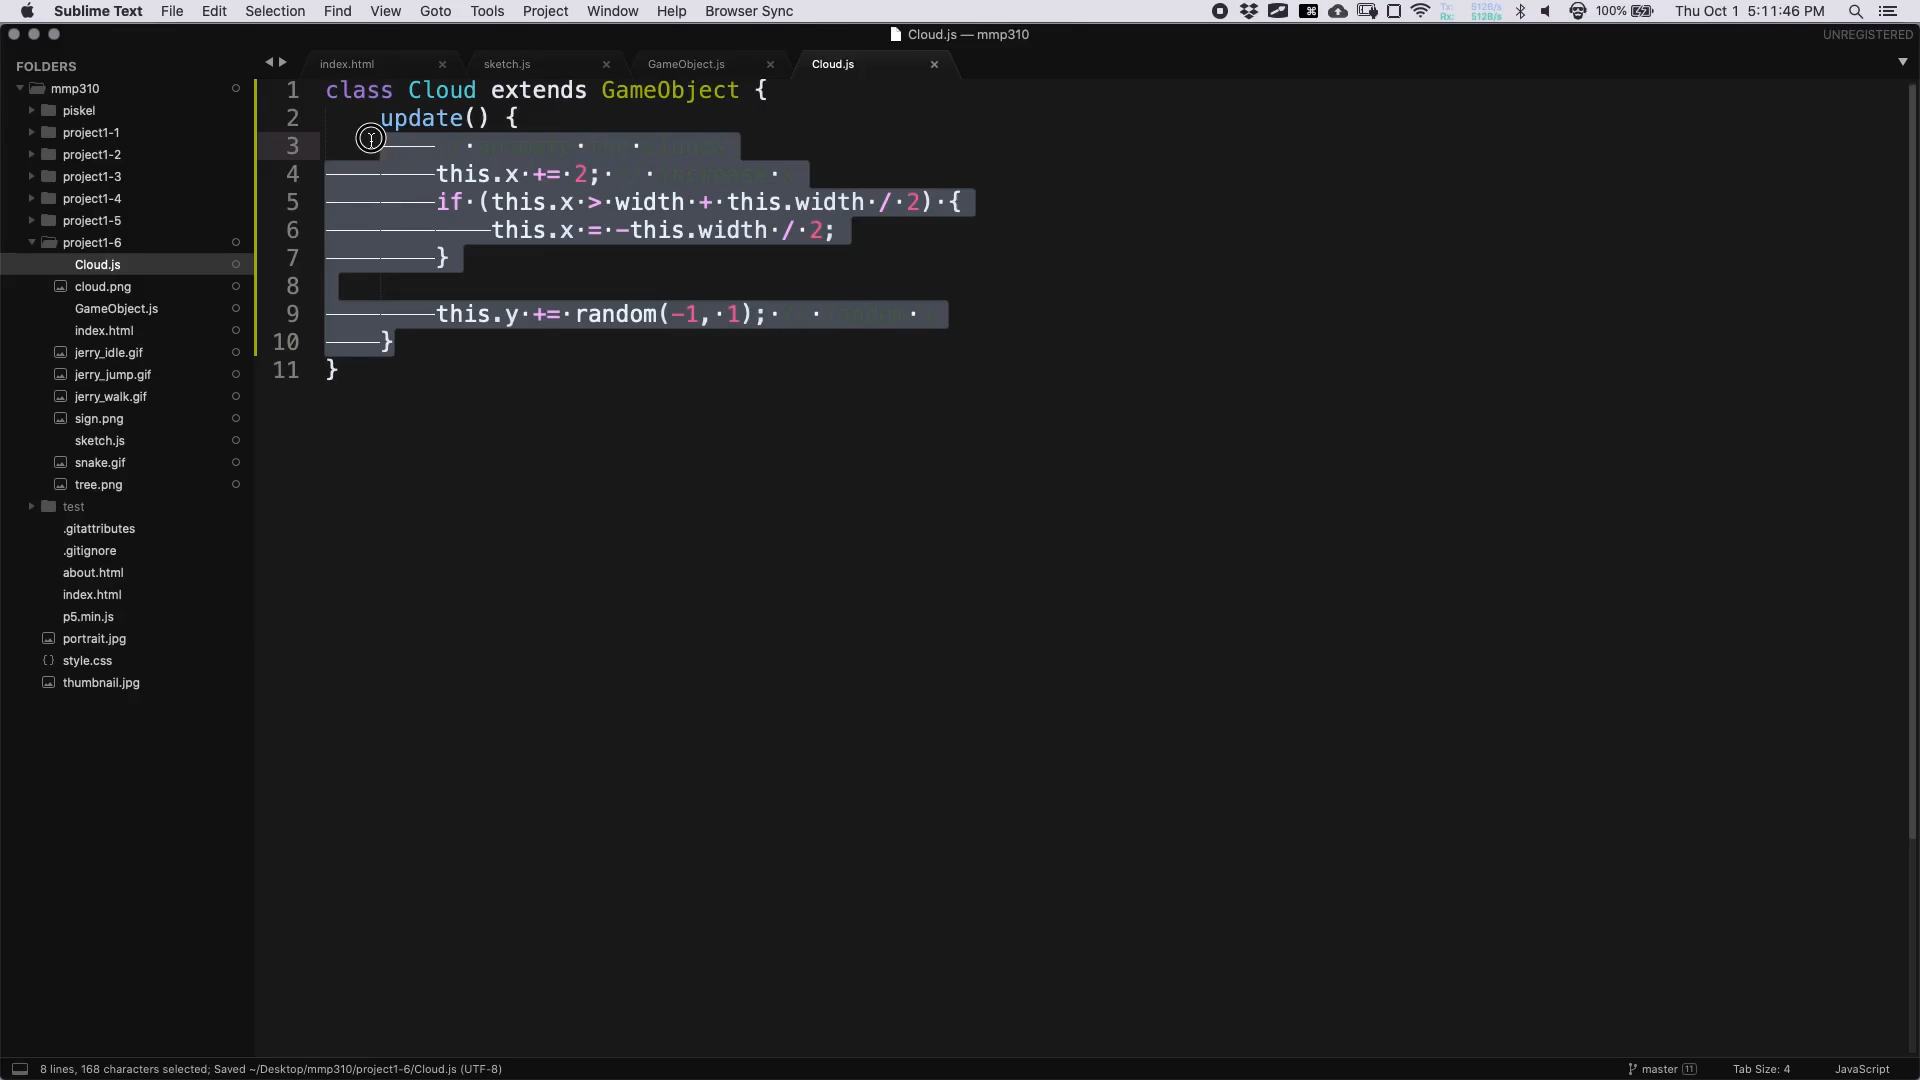 Sublime Text File Edit Selection Find View Goto Tools Project Window Help Browser Sync Tx: 512B/s Rx: 512B/s 100% Thu Oct 1 5:11:46 PM
Cloud.js — mmp310 UNREGISTERED
FOLDERS
mmp310
piskel
project1-1
project1-2
project1-3
project1-4
project1-5
project1-6
Cloud.js
cloud.png
GameObject.js
index.html
jerry_idle.gif
jerry_jump.gif
jerry_walk.gif
sign.png
sketch.js
snake.gif
tree.png
test
.gitattributes
.gitignore
about.html
index.html
p5.min.js
portrait.jpg
style.css
thumbnail.jpg
index.html sketch.js GameObject.js Cloud.js
1 class Cloud extends GameObject {
2 update() {
3
4 this.x += 2; // increase x
5 if (this.x > width + this.width / 2) {
6 this.x = -this.width / 2;
7 }
8
9 this.y += random(-1, 1); // random
10 }
11 }
8 lines, 168 characters selected; Saved ~/Desktop/mmp310/project1-6/Cloud.js (UTF-8) master 11 Tab Size: 4 JavaScript